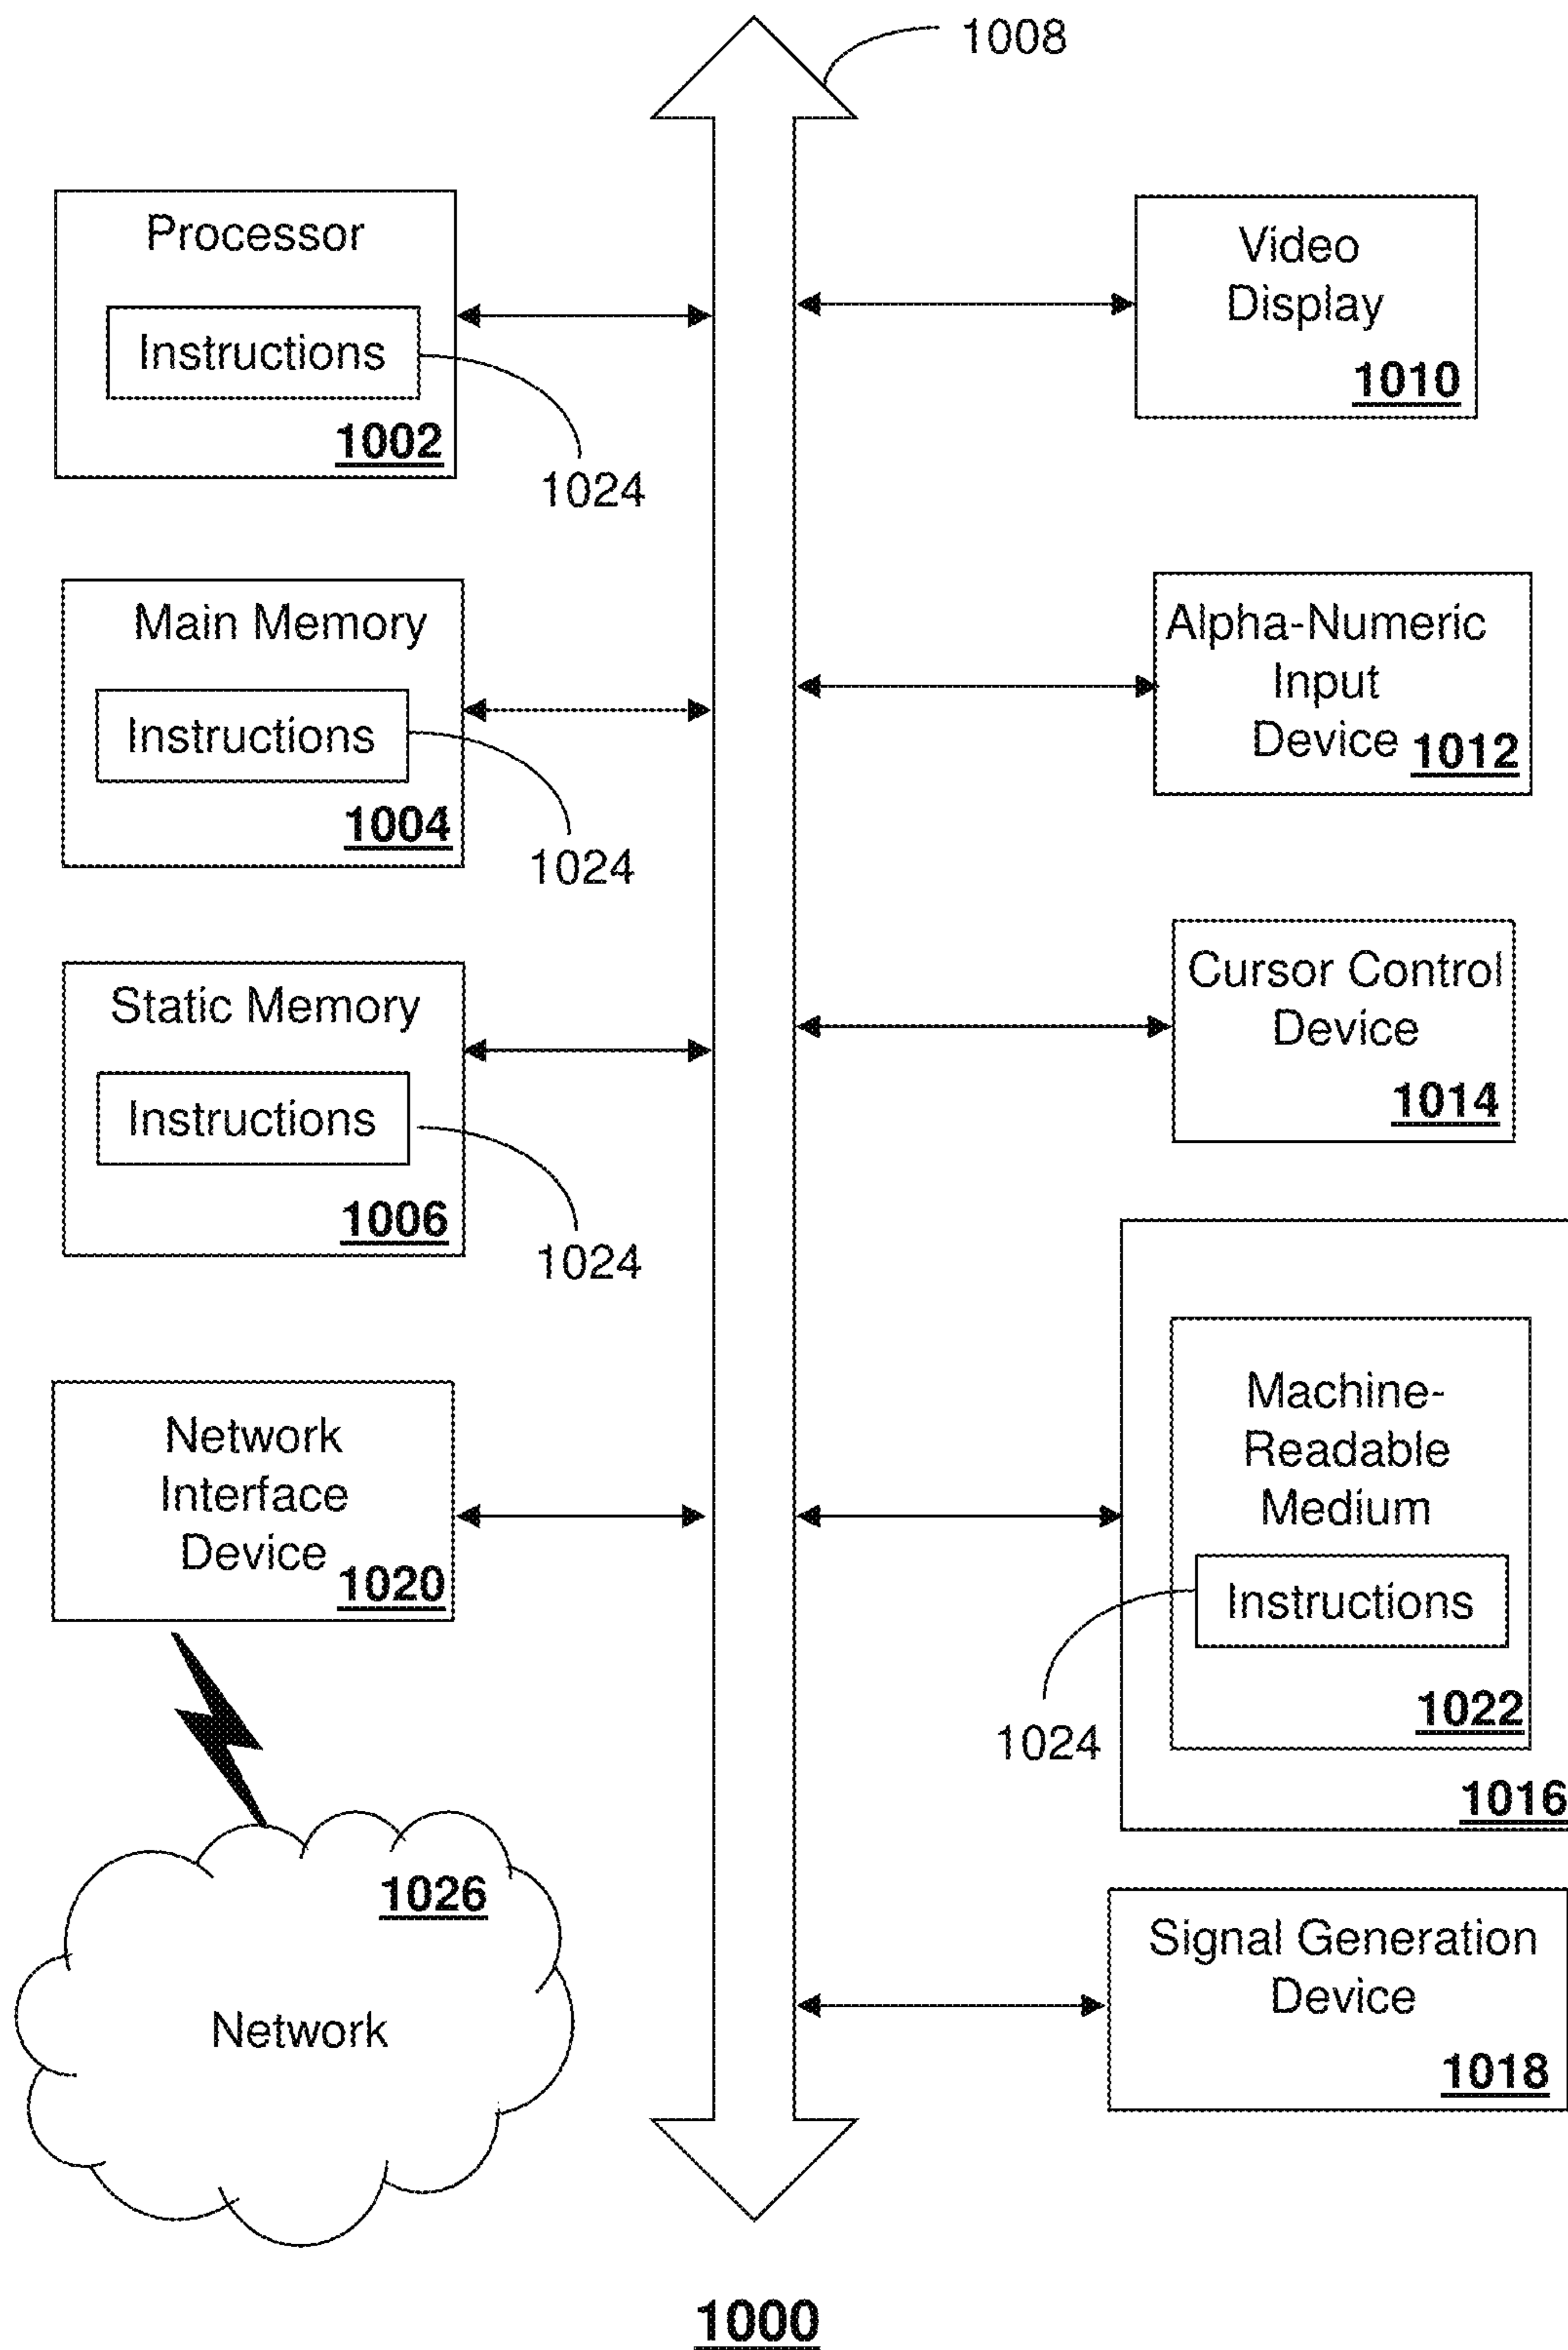 1008
Processor
Instructions
1002
1024
Video
Display
1010
Main Memory
Instructions
1004
1024
Alpha-Numeric
Input
Device 1012
Static Memory
Instructions
1006
1024
Cursor Control
Device
1014
Network
Interface
Device
1020
Machine-
Readable
Medium
Instructions
1022
1024
1016
1026
Network
Signal Generation
Device
1018
1000